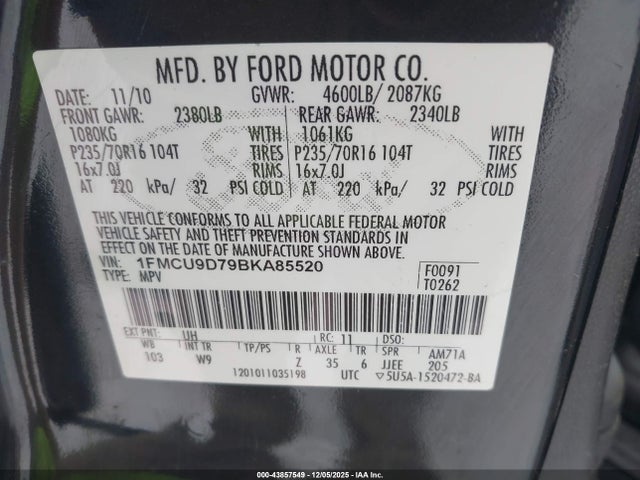 MFD. BY FORD MOTOR CO.
DATE: 11/10 GVWR: 4600LB/ 2087KG
FRONT GAWR: 2380LB REAR GAWR: 2340LB
1080KG WITH 1061KG WITH
P235/70R16 104T TIRES P235/70R16 104T TIRES
16x7.0J RIMS 16x7.0J RIMS
AT 220 kPa/ 32 PSI COLD AT 220 kPa/ 32 PSI COLD
THIS VEHICLE CONFORMS TO ALL APPLICABLE FEDERAL MOTOR
VEHICLE SAFETY AND THEFT PREVENTION STANDARDS IN
EFFECT ON THE DATE OF MANUFACTURE SHOWN ABOVE.
VIN: 1FMCU9D79BKA85520 F0091
TYPE: MPV T0262
EXT PNT: UH RC: 11 DSO:
WB INT TR TP/PS R AXLE TR SPR AM71A
103 W9 Z 35 6 JJEE 205
1201011035198 UTC ▽5U5A-1520472-BA
000-43857549 - 12/05/2025 - IAA Inc.